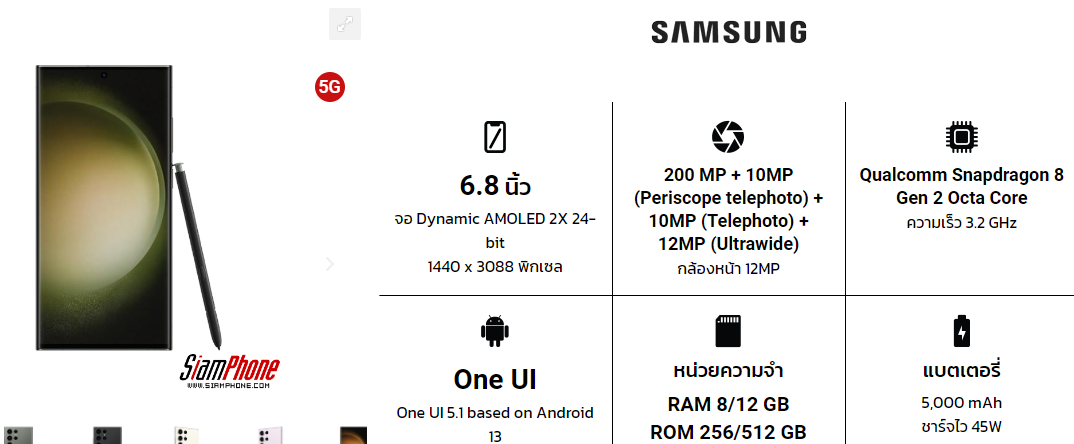 SAMSUNG
5G
6.8 นิ้ว
จอ Dynamic AMOLED 2X 24-
bit
1440 x 3088 พิกเซล
200 MP + 10MP
(Periscope telephoto) +
10MP (Telephoto) +
12MP (Ultrawide)
กล้องหน้า 12MP
Qualcomm Snapdragon 8
Gen 2 Octa Core
ความเร็ว 3.2 GHz
SiamPhone
WWW.SIAMPHONE.COM
One UI
One UI 5.1 based on Android
13
หน่วยความจำ
RAM 8/12 GB
ROM 256/512 GB
แบตเตอรี่
5,000 mAh
ชาร์จไว 45W